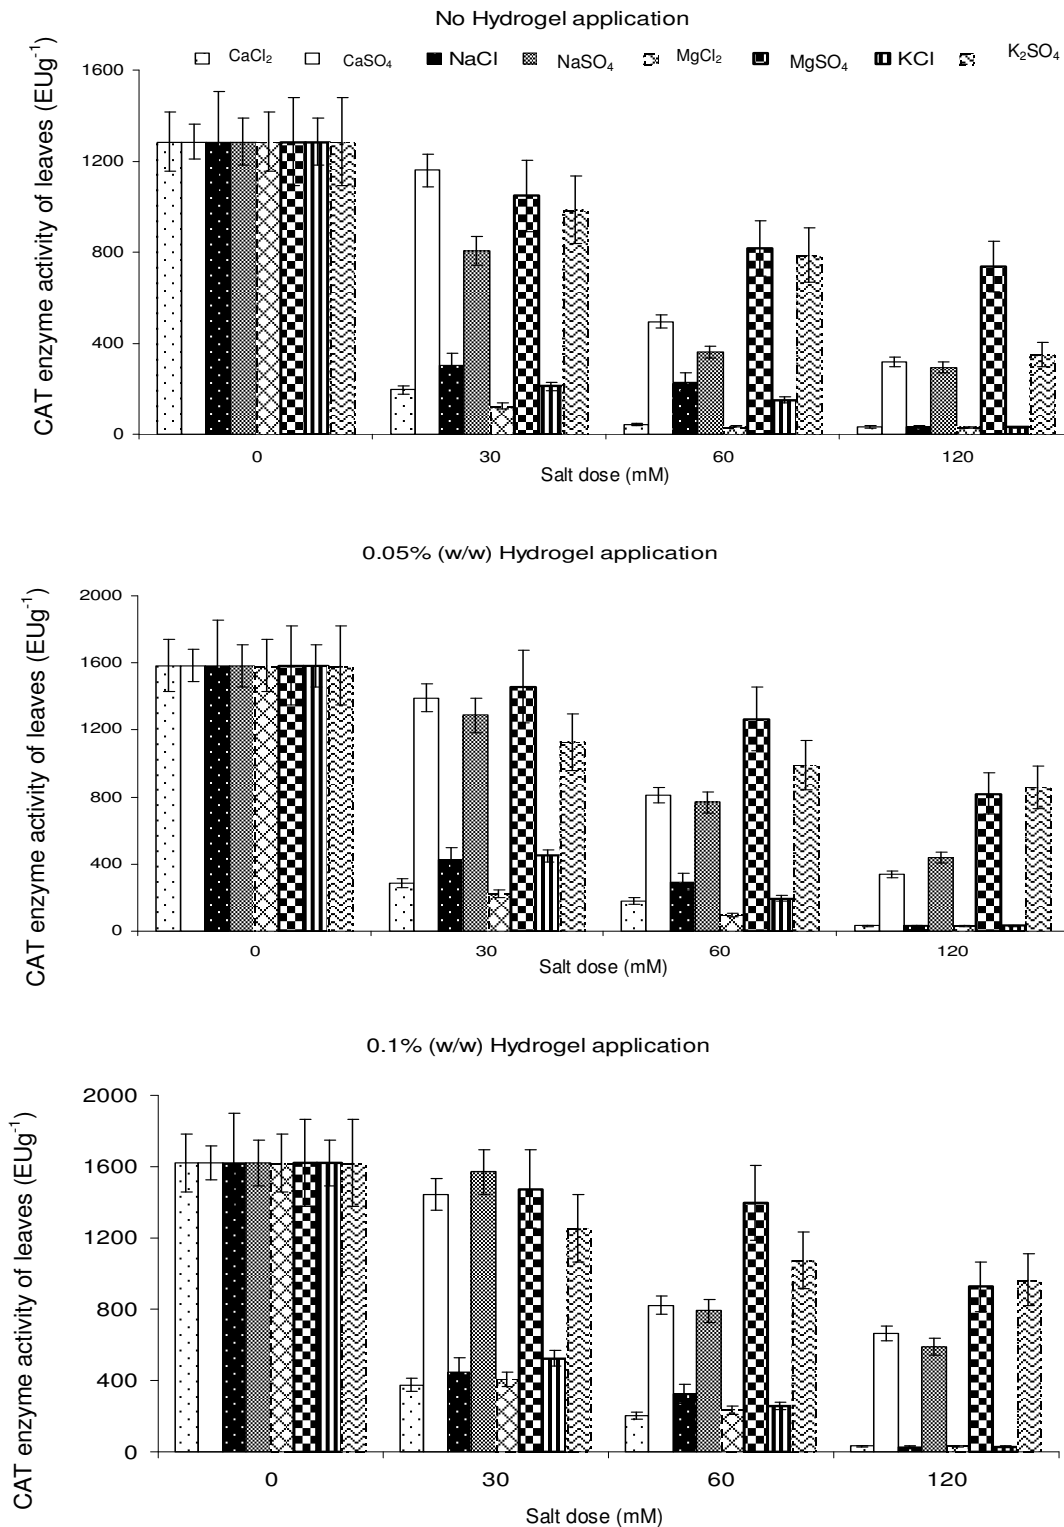 No Hydrogel application
CaCl₂ CaSO₄ NaCl NaSO₄ MgCl₂ MgSO₄ KCl K₂SO₄
CAT enzyme activity of leaves (EUg⁻¹)
1600
1200
800
400
0
0 30 60 120
Salt dose (mM)
0.05% (w/w) Hydrogel application
CAT enzyme activity of leaves (EUg⁻¹)
2000
1600
1200
800
400
0
0 30 60 120
Salt dose (mM)
0.1% (w/w) Hydrogel application
CAT enzyme activity of leaves (EUg⁻¹)
2000
1600
1200
800
400
0
0 30 60 120
Salt dose (mM)